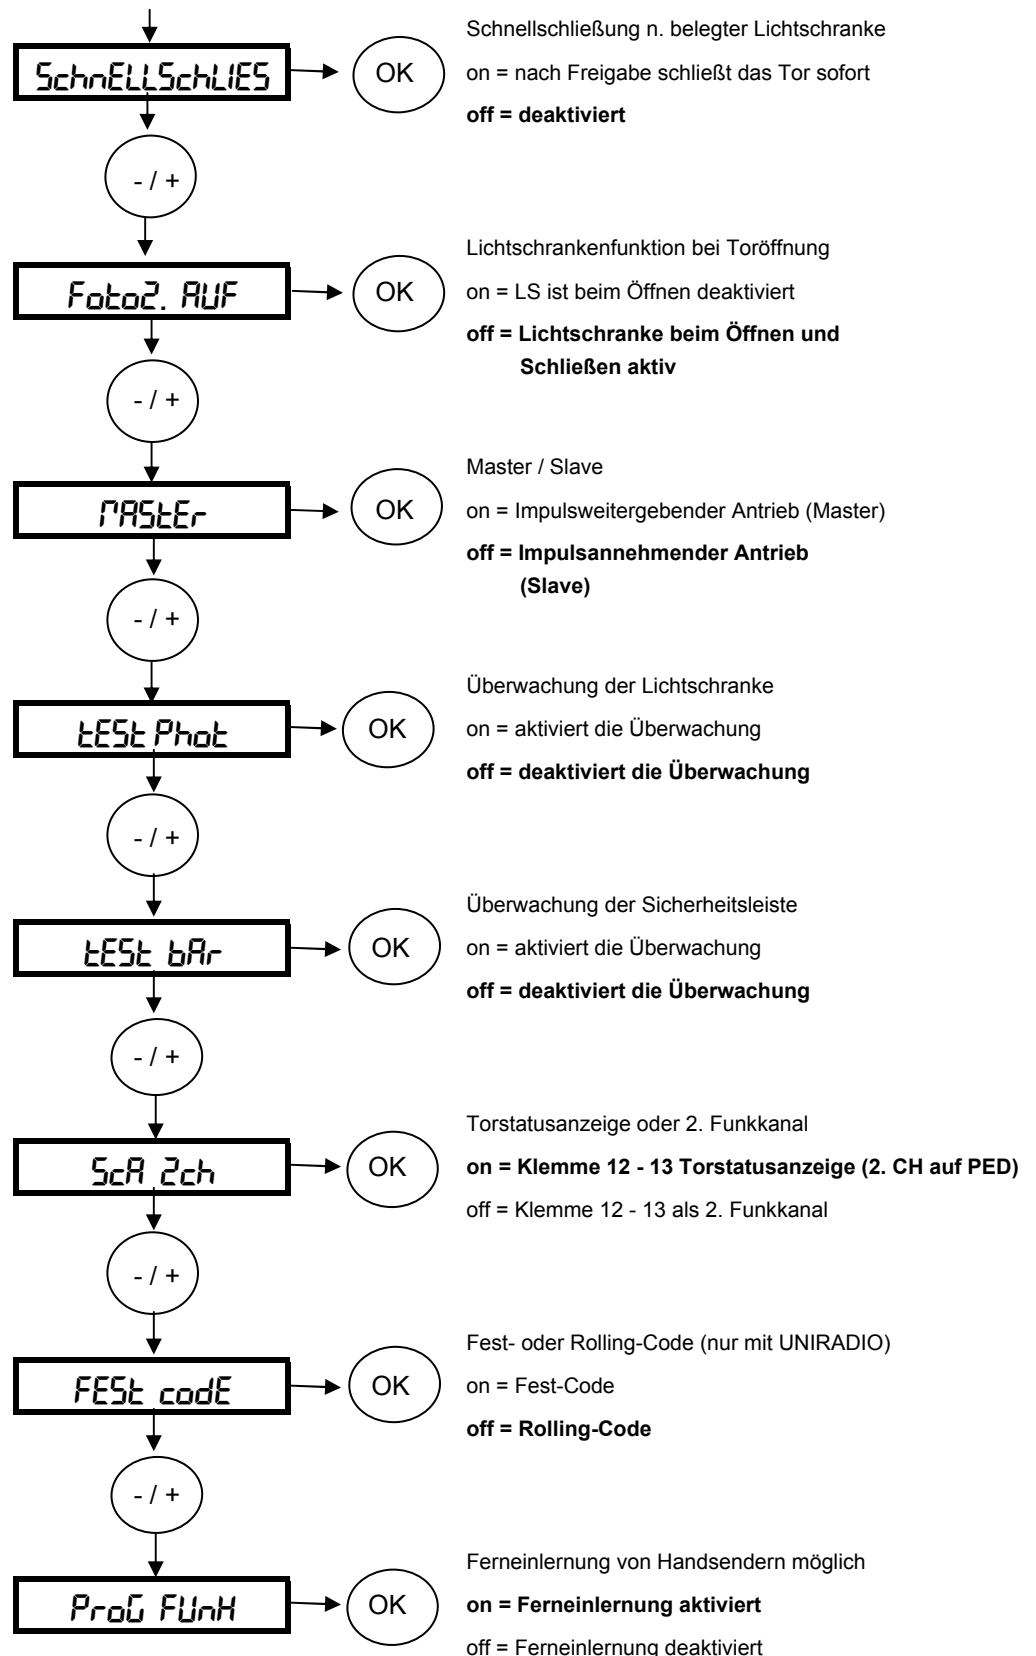 Schnellschließung n. belegter Lichtschranke
SchnELLSchLIES OK on = nach Freigabe schließt das Tor sofort
off = deaktiviert
- / +
Lichtschrankenfunktion bei Toröffnung
Foto2. AUF OK on = LS ist beim Öffnen deaktiviert
off = Lichtschranke beim Öffnen und
Schließen aktiv
- / +
Master / Slave
MAStEr OK on = Impulsweitergebender Antrieb (Master)
off = Impulsannehmender Antrieb
(Slave)
- / +
Überwachung der Lichtschranke
tESt Phot OK on = aktiviert die Überwachung
off = deaktiviert die Überwachung
- / +
Überwachung der Sicherheitsleiste
tESt bAr OK on = aktiviert die Überwachung
off = deaktiviert die Überwachung
- / +
Torstatusanzeige oder 2. Funkkanal
ScA 2ch OK on = Klemme 12 - 13 Torstatusanzeige (2. CH auf PED)
off = Klemme 12 - 13 als 2. Funkkanal
- / +
Fest- oder Rolling-Code (nur mit UNIRADIO)
FESt codE OK on = Fest-Code
off = Rolling-Code
- / +
Ferneinlernung von Handsendern möglich
ProG FUnH OK on = Ferneinlernung aktiviert
off = Ferneinlernung deaktiviert